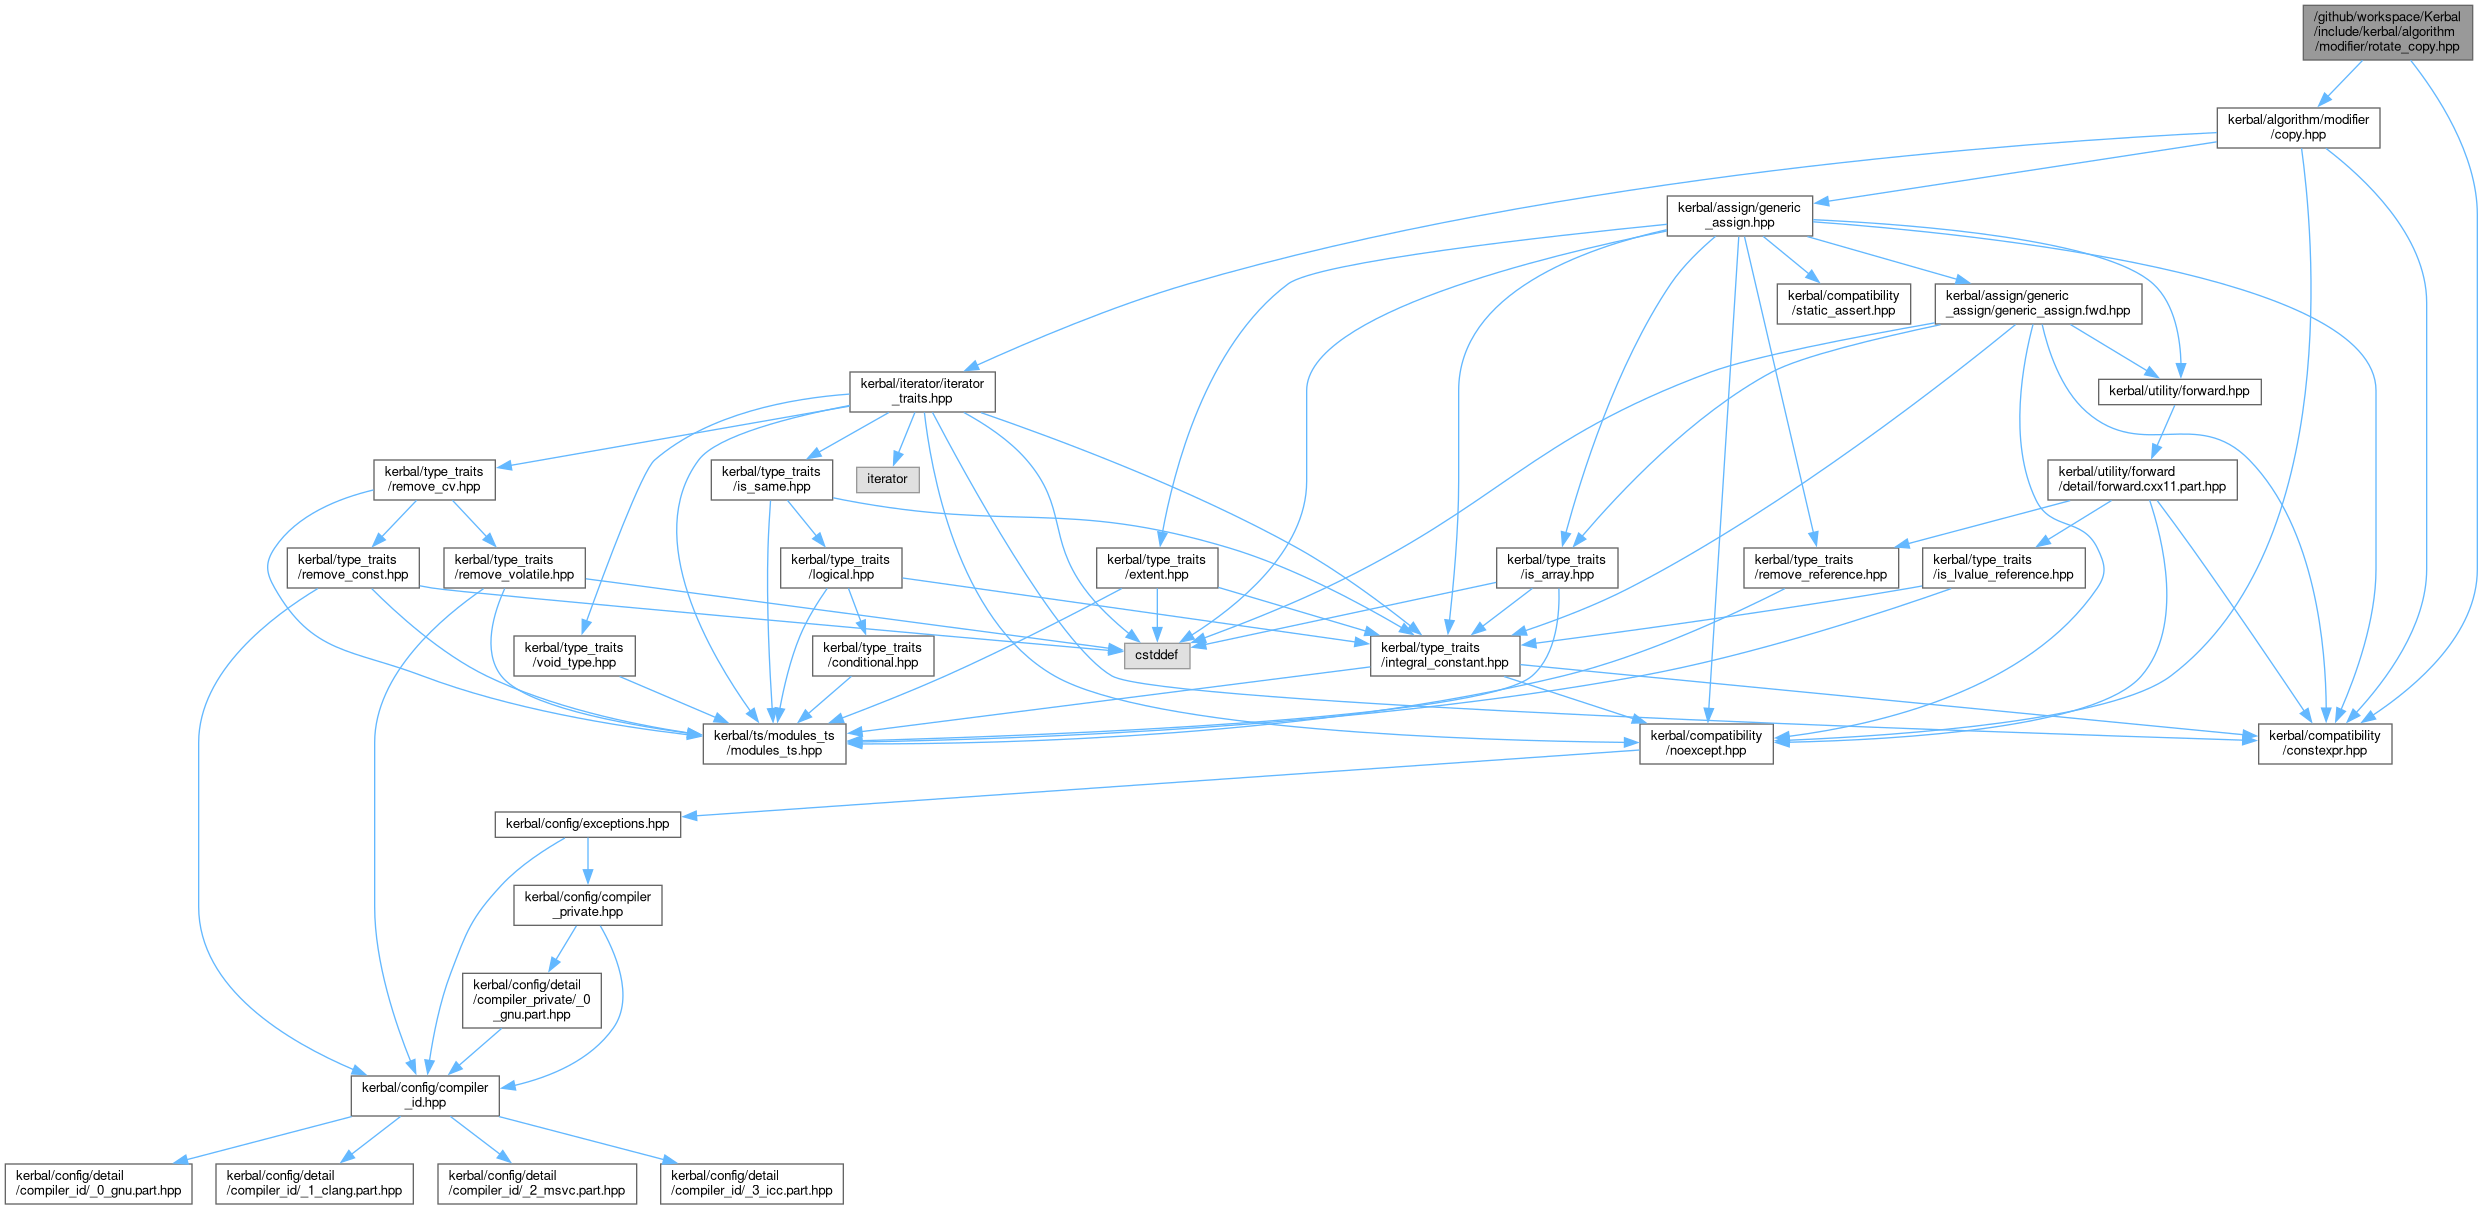 /github/workspace/Kerbal
/include/kerbal/algorithm
/modifier/rotate_copy.hpp
kerbal/algorithm/modifier
/copy.hpp
kerbal/assign/generic
_assign.hpp
kerbal/compatibility
/static_assert.hpp
kerbal/assign/generic
_assign/generic_assign.fwd.hpp
kerbal/iterator/iterator
_traits.hpp
kerbal/utility/forward.hpp
kerbal/type_traits
/remove_cv.hpp
kerbal/type_traits
/is_same.hpp
iterator
kerbal/utility/forward
/detail/forward.cxx11.part.hpp
kerbal/type_traits
/remove_const.hpp
kerbal/type_traits
/remove_volatile.hpp
kerbal/type_traits
/logical.hpp
kerbal/type_traits
/extent.hpp
kerbal/type_traits
/is_array.hpp
kerbal/type_traits
/remove_reference.hpp
kerbal/type_traits
/is_lvalue_reference.hpp
kerbal/type_traits
/void_type.hpp
kerbal/type_traits
/conditional.hpp
cstddef
kerbal/type_traits
/integral_constant.hpp
kerbal/ts/modules_ts
/modules_ts.hpp
kerbal/compatibility
/noexcept.hpp
kerbal/compatibility
/constexpr.hpp
kerbal/config/exceptions.hpp
kerbal/config/compiler
_private.hpp
kerbal/config/detail
/compiler_private/_0
_gnu.part.hpp
kerbal/config/compiler
_id.hpp
kerbal/config/detail
/compiler_id/_0_gnu.part.hpp
kerbal/config/detail
/compiler_id/_1_clang.part.hpp
kerbal/config/detail
/compiler_id/_2_msvc.part.hpp
kerbal/config/detail
/compiler_id/_3_icc.part.hpp